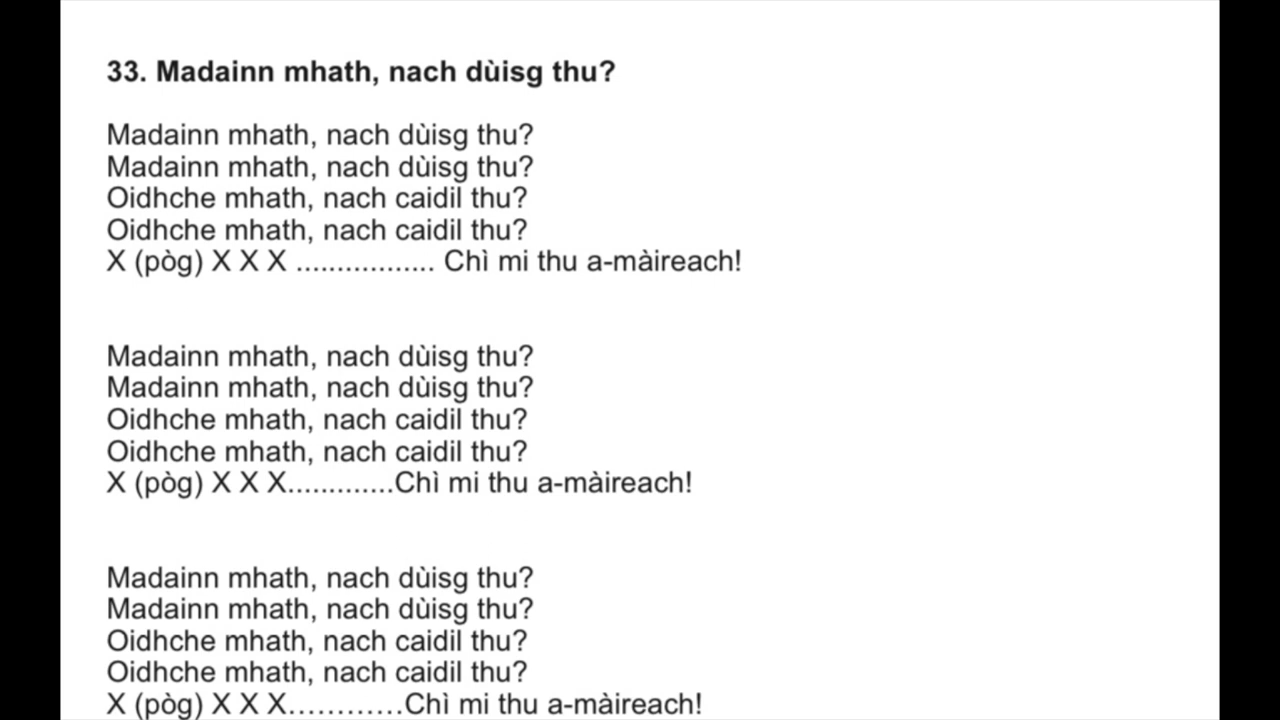 33. Madainn mhath, nach dùisg thu?
Madainn mhath, nach dùisg thu?
Madainn mhath, nach dùisg thu?
Oidhche mhath, nach caidil thu?
Oidhche mhath, nach caidil thu?
X (pòg) X X X ................. Chì mi thu a-màireach!
Madainn mhath, nach dùisg thu?
Madainn mhath, nach dùisg thu?
Oidhche mhath, nach caidil thu?
Oidhche mhath, nach caidil thu?
X (pòg) X X X.............Chì mi thu a-màireach!
Madainn mhath, nach dùisg thu?
Madainn mhath, nach dùisg thu?
Oidhche mhath, nach caidil thu?
Oidhche mhath, nach caidil thu?
X (pòg) X X X............Chì mi thu a-màireach!